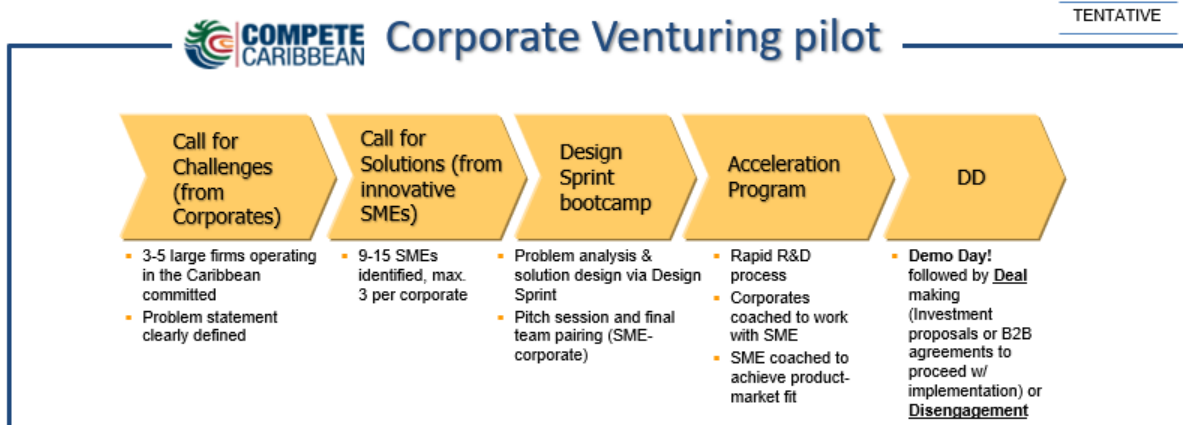 TENTATIVE
COMPETE
CARIBBEAN
Corporate Venturing pilot
Call for
Challenges
(from
Corporates)
Call for
Solutions (from
innovative
SMEs)
Design
Sprint
bootcamp
Acceleration
Program
DD
▪ 3-5 large firms operating
in the Caribbean
committed
▪ Problem statement
clearly defined
▪ 9-15 SMEs
identified, max.
3 per corporate
▪ Problem analysis &
solution design via Design
Sprint
▪ Pitch session and final
team pairing (SME-
corporate)
▪ Rapid R&D
process
▪ Corporates
coached to work
with SME
▪ SME coached to
achieve product-
market fit
▪ Demo Day!
followed by Deal
making
(Investment
proposals or B2B
agreements to
proceed w/
implementation) or
Disengagement